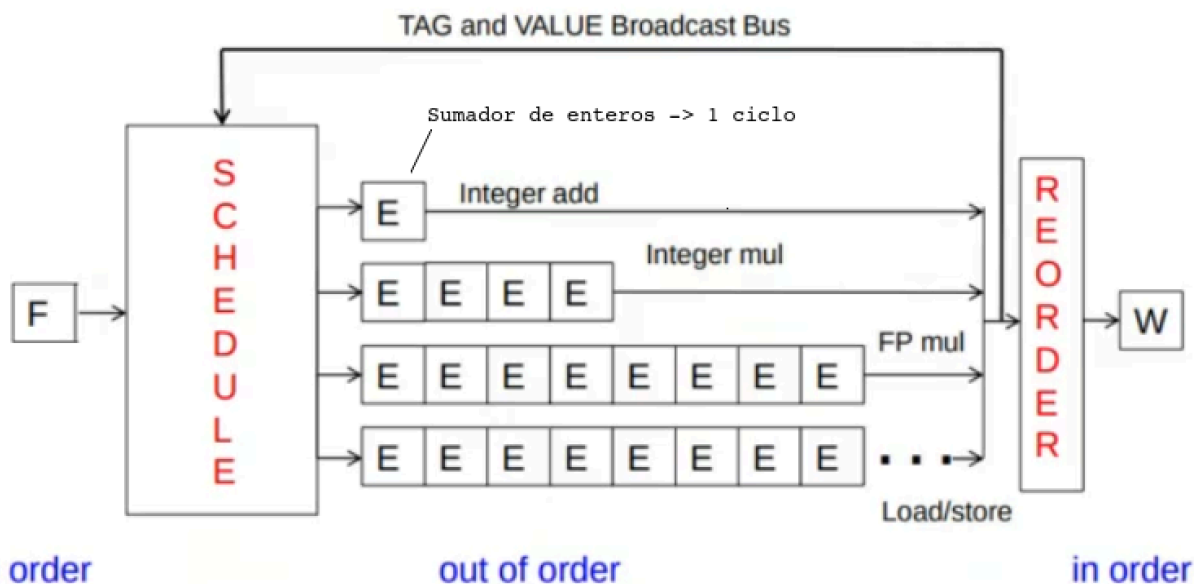 TAG and VALUE Broadcast Bus
Sumador de enteros -> 1 ciclo
F
S
C
H
E
D
U
L
E
E
Integer add
E E E E
Integer mul
E E E E E E E E
FP mul
E E E E E E E E ...
Load/store
R
E
O
R
D
E
R
W
order
out of order
in order